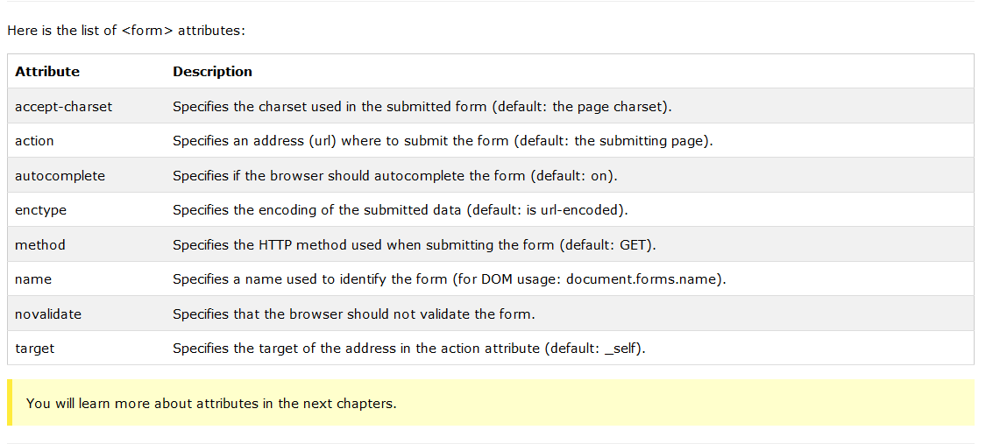 Here is the list of <form> attributes:
Attribute Description
accept-charset Specifies the charset used in the submitted form (default: the page charset).
action Specifies an address (url) where to submit the form (default: the submitting page).
autocomplete Specifies if the browser should autocomplete the form (default: on).
enctype Specifies the encoding of the submitted data (default: is url-encoded).
method Specifies the HTTP method used when submitting the form (default: GET).
name Specifies a name used to identify the form (for DOM usage: document.forms.name).
novalidate Specifies that the browser should not validate the form.
target Specifies the target of the address in the action attribute (default: _self).
You will learn more about attributes in the next chapters.